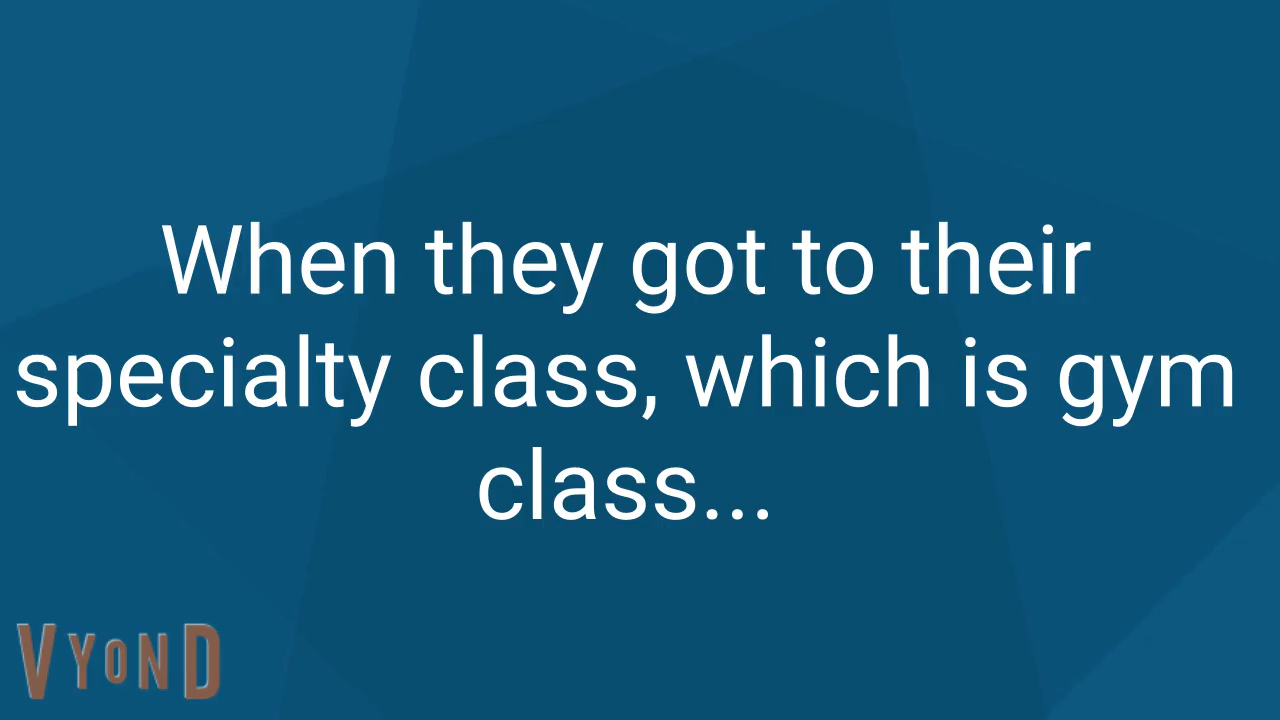 When they got to their
specialty class, which is gym
class...
VYOND